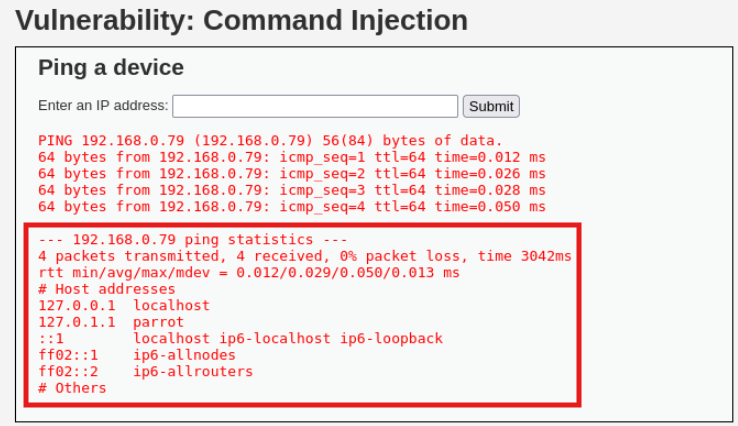 Vulnerability: Command Injection
Ping a device
Enter an IP address: Submit
PING 192.168.0.79 (192.168.0.79) 56(84) bytes of data.
64 bytes from 192.168.0.79: icmp_seq=1 ttl=64 time=0.012 ms
64 bytes from 192.168.0.79: icmp_seq=2 ttl=64 time=0.026 ms
64 bytes from 192.168.0.79: icmp_seq=3 ttl=64 time=0.028 ms
64 bytes from 192.168.0.79: icmp_seq=4 ttl=64 time=0.050 ms
--- 192.168.0.79 ping statistics ---
4 packets transmitted, 4 received, 0% packet loss, time 3042ms
rtt min/avg/max/mdev = 0.012/0.029/0.050/0.013 ms
# Host addresses
127.0.0.1  localhost
127.0.1.1  parrot
::1        localhost ip6-localhost ip6-loopback
ff02::1    ip6-allnodes
ff02::2    ip6-allrouters
# Others